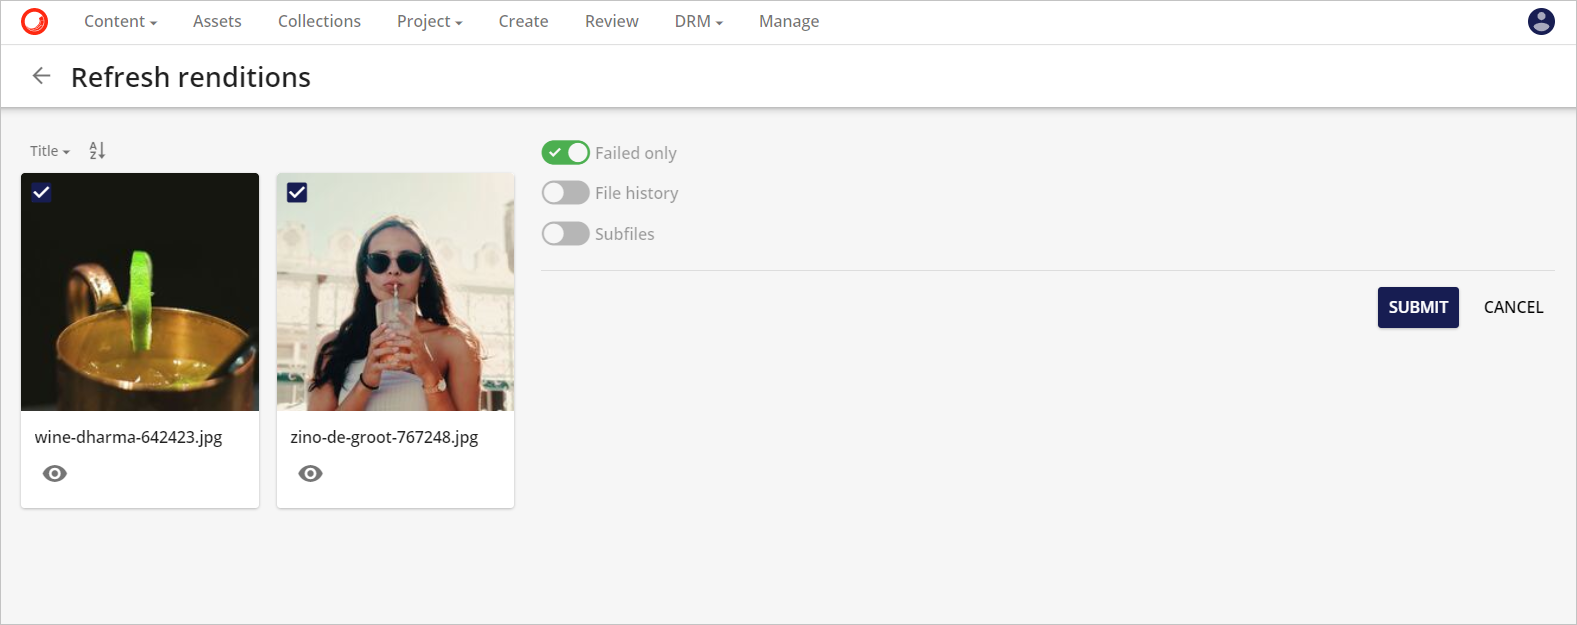 Content Assets Collections Project Create Review DRM Manage
Refresh renditions
Title A Z
Failed only
File history
Subfiles
SUBMIT CANCEL
wine-dharma-642423.jpg zino-de-groot-767248.jpg